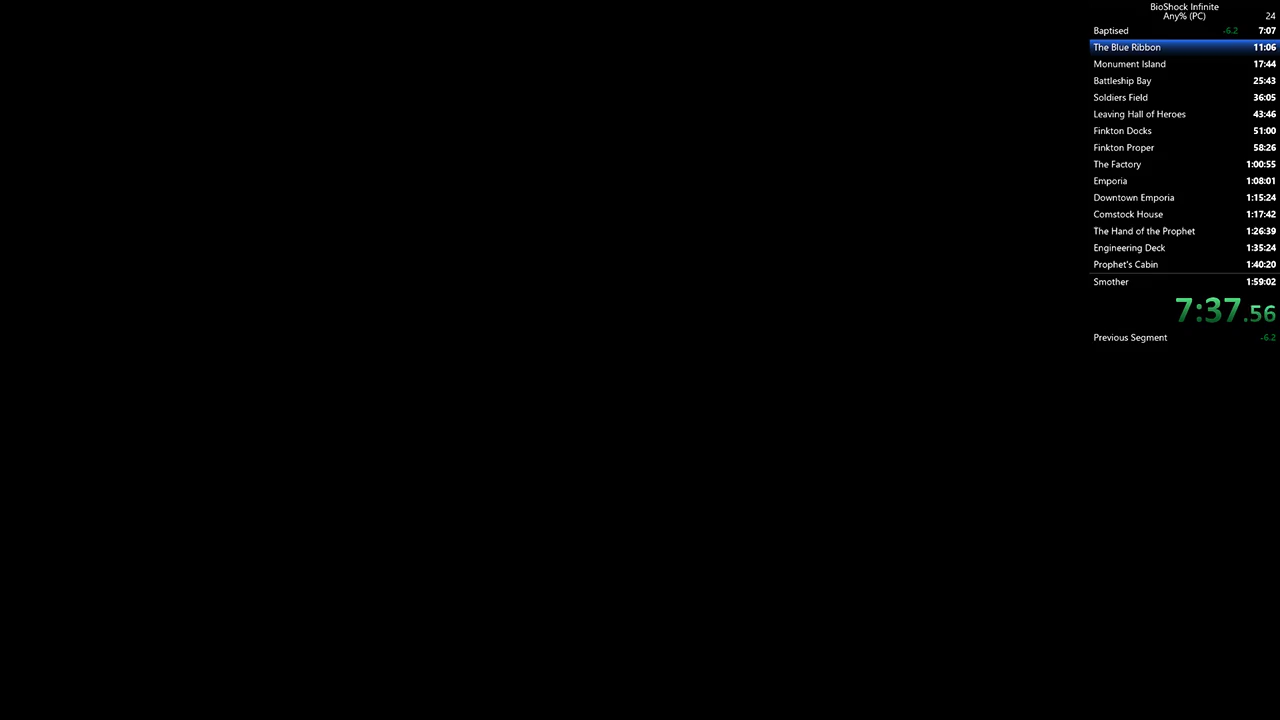 BioShock Infinite
Any% (PC) 24
Baptised -6.2 7:07
The Blue Ribbon 11:06
Monument Island 17:44
Battleship Bay 25:43
Soldiers Field 36:05
Leaving Hall of Heroes 43:46
Finkton Docks 51:00
Finkton Proper 58:26
The Factory 1:00:55
Emporia 1:08:01
Downtown Emporia 1:15:24
Comstock House 1:17:42
The Hand of the Prophet 1:26:39
Engineering Deck 1:35:24
Prophet's Cabin 1:40:20
Smother 1:59:02
7:37.56
Previous Segment -6.2